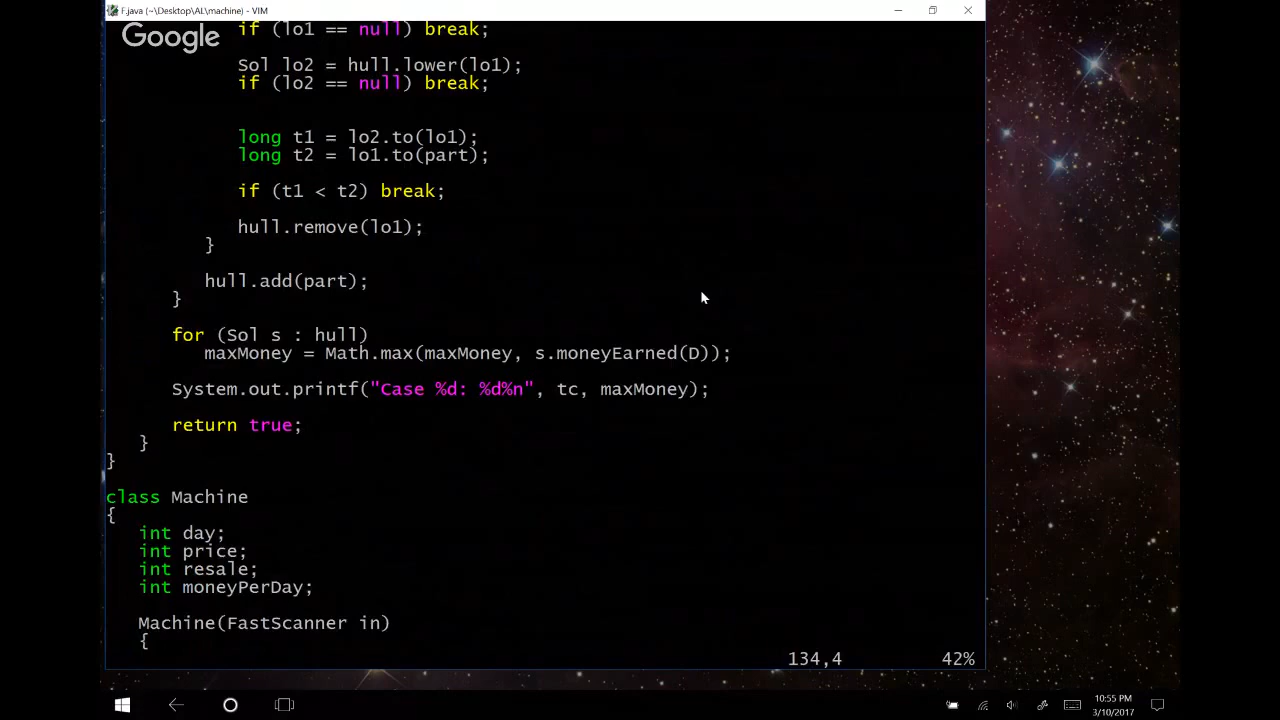 F.java (~\Desktop\AL\machine) - VIM
Google
if (lo1 == null) break;
Sol lo2 = hull.lower(lo1);
if (lo2 == null) break;
long t1 = lo2.to(lo1);
long t2 = lo1.to(part);
if (t1 < t2) break;
hull.remove(lo1);
}
hull.add(part);
}
for (Sol s : hull)
maxMoney = Math.max(maxMoney, s.moneyEarned(D));
System.out.printf("Case %d: %d%n", tc, maxMoney);
return true;
}
}
class Machine
{
int day;
int price;
int resale;
int moneyPerDay;
Machine(FastScanner in)
{
134,4 42%
10:55 PM
3/10/2017